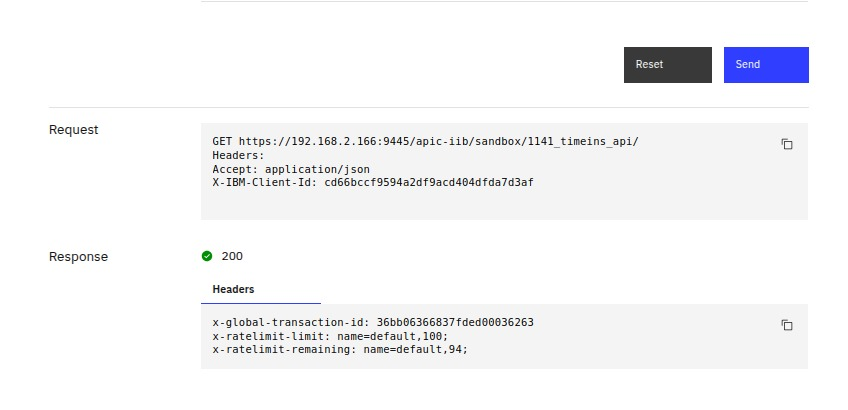 Reset
Send
Request
GET https://192.168.2.166:9445/apic-iib/sandbox/1141_timeins_api/
Headers:
Accept: application/json
X-IBM-Client-Id: cd66bccf9594a2df9acd404dfda7d3af
Response
200
Headers
x-global-transaction-id: 36bb06366837fded00036263
x-ratelimit-limit: name=default,100;
x-ratelimit-remaining: name=default,94;